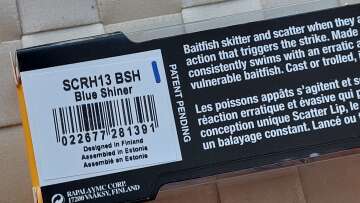 SCRH13 BSH
Blue Shiner
022677 281391
Designed in Finland
Assembled in Estonia
Assemblé en Estonie
RAPALA VMC CORP.
17200 VÄÄKSY, FINLAND
PATENT PENDING
Baitfish skitter and scatter when they a
action that triggers the strike. Made
consistently swims with an erratic a
vulnerable baitfish. Cast or trolled, i
Les poissons appâts s'agitent et s
réaction erratique et évasive qui p
conception unique Scatter Lip, le
un balayage constant. Lancé ou